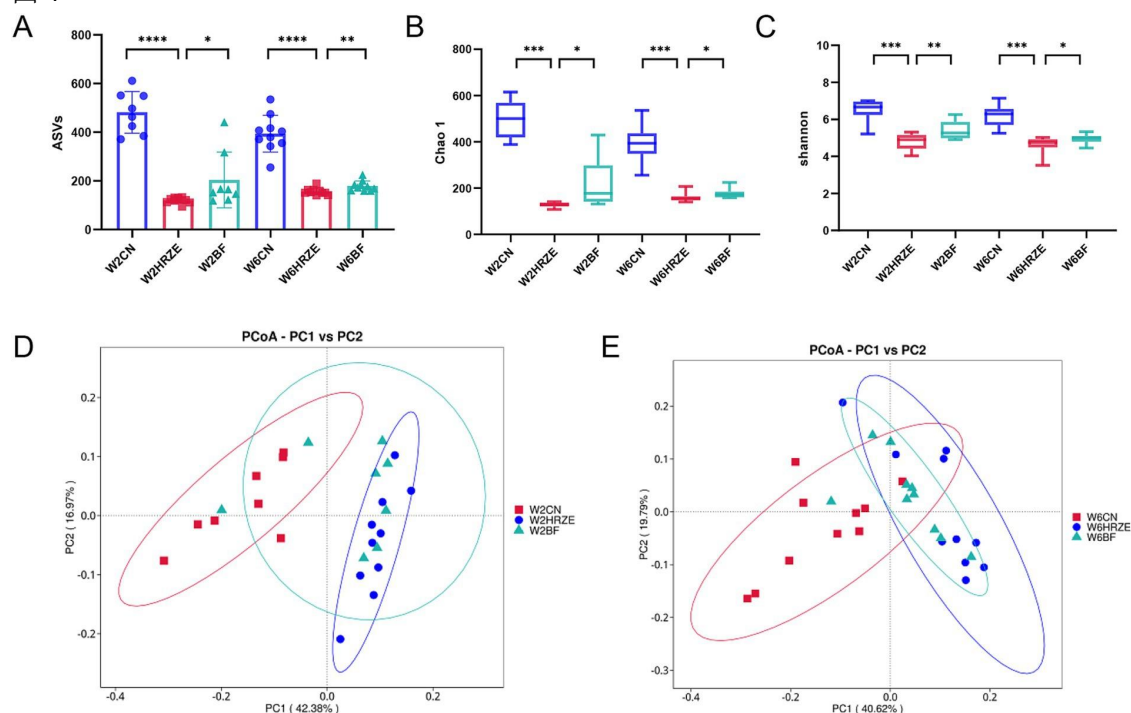 A
800
600
400
200
0
ASVs
****
*
****
**
W2CN
W2HRZE
W2BF
W6CN
W6HRZE
W6BF
B
800
600
400
200
0
Chao 1
***
*
***
*
W2CN
W2HRZE
W2BF
W6CN
W6HRZE
W6BF
C
10
8
6
4
2
0
shannon
***
**
***
*
W2CN
W2HRZE
W2BF
W6CN
W6HRZE
W6BF
D
PCoA - PC1 vs PC2
0.2
0.1
0.0
-0.1
-0.2
PC2 ( 16.97% )
-0.4
-0.2
0.0
0.2
PC1 ( 42.38% )
W2CN
W2HRZE
W2BF
E
PCoA - PC1 vs PC2
0.2
0.1
0.0
-0.1
-0.2
-0.3
PC2 ( 19.79% )
-0.4
-0.2
0.0
0.2
PC1 ( 40.62% )
W6CN
W6HRZE
W6BF